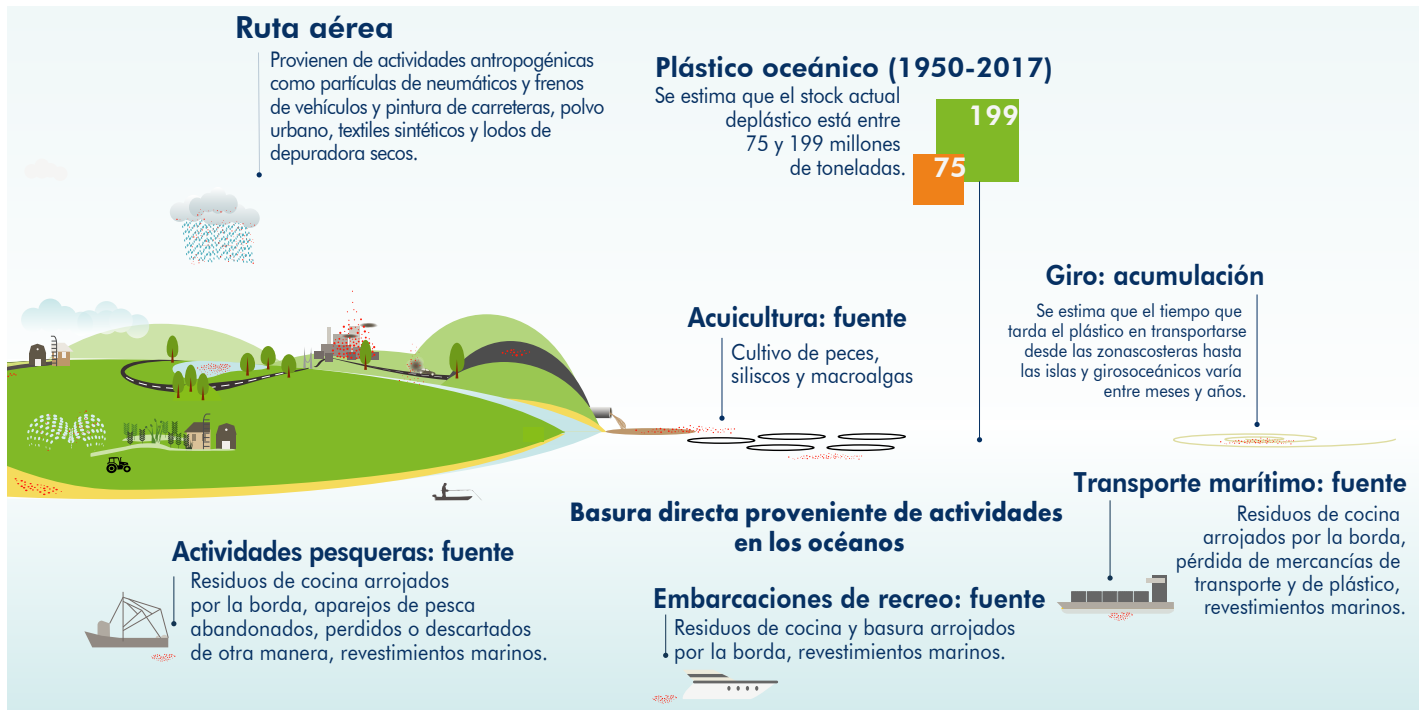 Ruta aérea
Provienen de actividades antropogénicas
como partículas de neumáticos y frenos
de vehículos y pintura de carreteras, polvo
urbano, textiles sintéticos y lodos de
depuradora secos.
Plástico oceánico (1950-2017)
Se estima que el stock actual
deplástico está entre
75 y 199 millones
de toneladas.
199
75
Giro: acumulación
Se estima que el tiempo que
tarda el plástico en transportarse
desde las zonascosteras hasta
las islas y girosoceánicos varía
entre meses y años.
Acuicultura: fuente
Cultivo de peces,
siliscos y macroalgas
Transporte marítimo: fuente
Residuos de cocina
arrojados por la borda,
pérdida de mercancías de
transporte y de plástico,
revestimientos marinos.
Basura directa proveniente de actividades
en los océanos
Actividades pesqueras: fuente
Residuos de cocina arrojados
por la borda, aparejos de pesca
abandonados, perdidos o descartados
de otra manera, revestimientos marinos.
Embarcaciones de recreo: fuente
Residuos de cocina y basura arrojados
por la borda, revestimientos marinos.